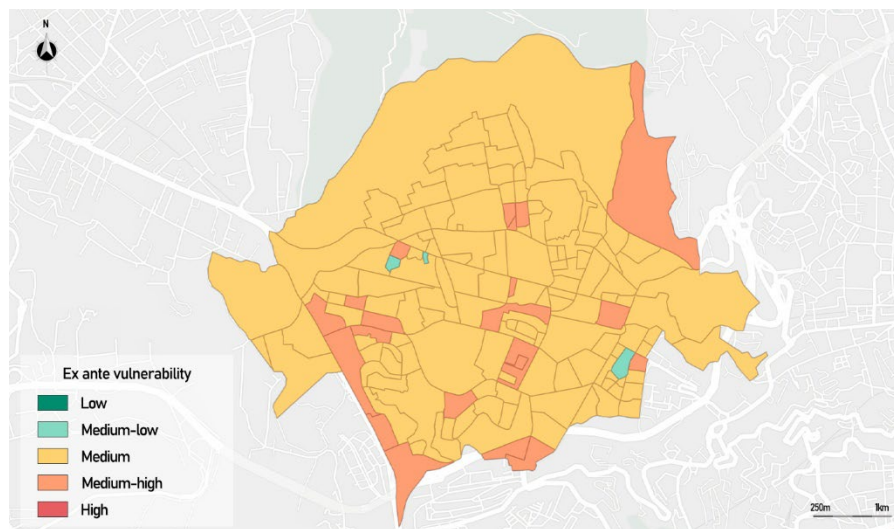 N
Ex ante vulnerability
Low
Medium-low
Medium
Medium-high
High
250m 1km